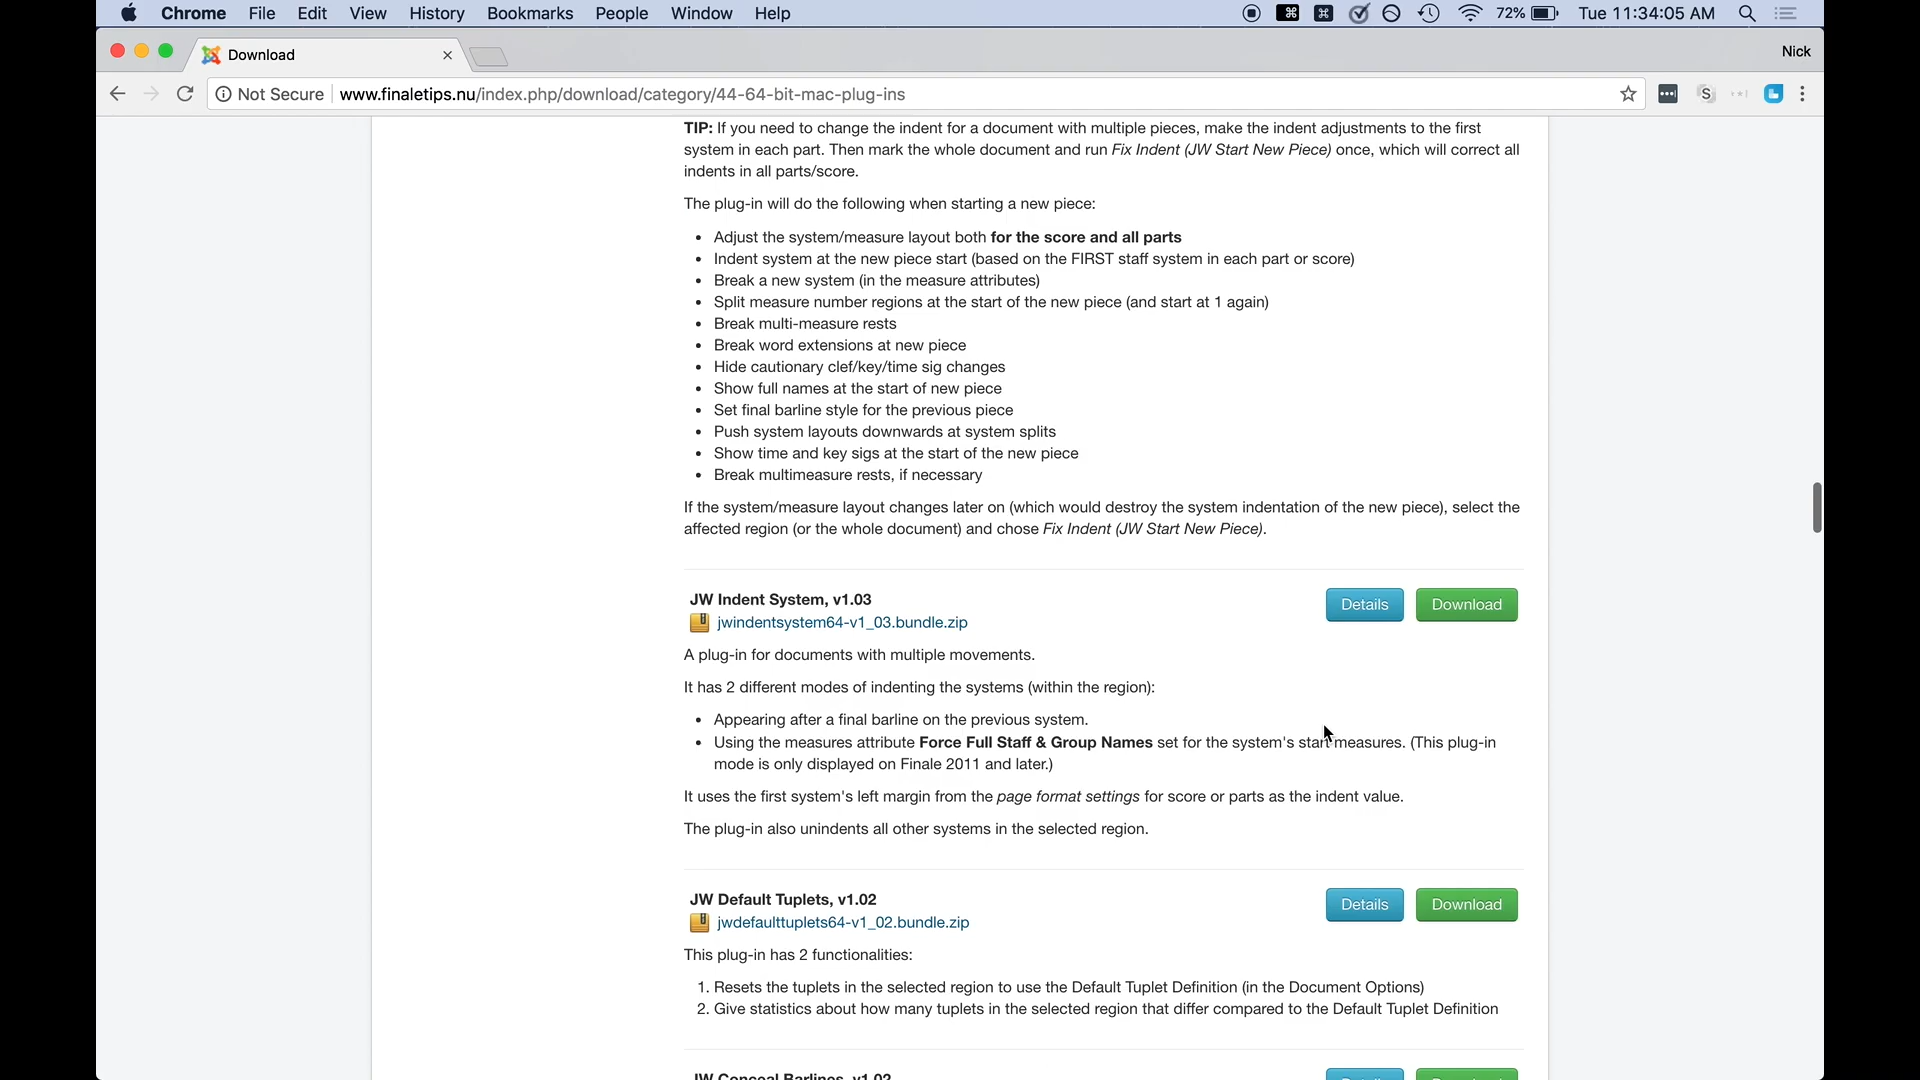 Chrome File Edit View History Bookmarks People Window Help 72% Tue 11:34:05 AM
Download
Nick
Not Secure www.finaletips.nu/index.php/download/category/44-64-bit-mac-plug-ins
TIP: If you need to change the indent for a document with multiple pieces, make the indent adjustments to the first
system in each part. Then mark the whole document and run Fix Indent (JW Start New Piece) once, which will correct all
indents in all parts/score.
The plug-in will do the following when starting a new piece:
• Adjust the system/measure layout both for the score and all parts
• Indent system at the new piece start (based on the FIRST staff system in each part or score)
• Break a new system (in the measure attributes)
• Split measure number regions at the start of the new piece (and start at 1 again)
• Break multi-measure rests
• Break word extensions at new piece
• Hide cautionary clef/key/time sig changes
• Show full names at the start of new piece
• Set final barline style for the previous piece
• Push system layouts downwards at system splits
• Show time and key sigs at the start of the new piece
• Break multimeasure rests, if necessary
If the system/measure layout changes later on (which would destroy the system indentation of the new piece), select the
affected region (or the whole document) and chose Fix Indent (JW Start New Piece).
JW Indent System, v1.03
Details Download
jwindentsystem64-v1_03.bundle.zip
A plug-in for documents with multiple movements.
It has 2 different modes of indenting the systems (within the region):
• Appearing after a final barline on the previous system.
• Using the measures attribute Force Full Staff & Group Names set for the system's start measures. (This plug-in
mode is only displayed on Finale 2011 and later.)
It uses the first system's left margin from the page format settings for score or parts as the indent value.
The plug-in also unindents all other systems in the selected region.
JW Default Tuplets, v1.02
Details Download
jwdefaulttuplets64-v1_02.bundle.zip
This plug-in has 2 functionalities:
1. Resets the tuplets in the selected region to use the Default Tuplet Definition (in the Document Options)
2. Give statistics about how many tuplets in the selected region that differ compared to the Default Tuplet Definition
JW Conceal Barlines, v1.02